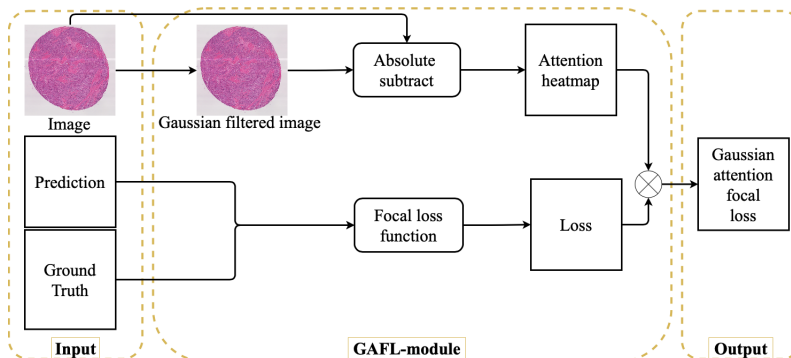 Image
Gaussian filtered image
Absolute
subtract
Attention
heatmap
Prediction
Ground
Truth
Focal loss
function
Loss
Gaussian
attention
focal
loss
Input
GAFL-module
Output